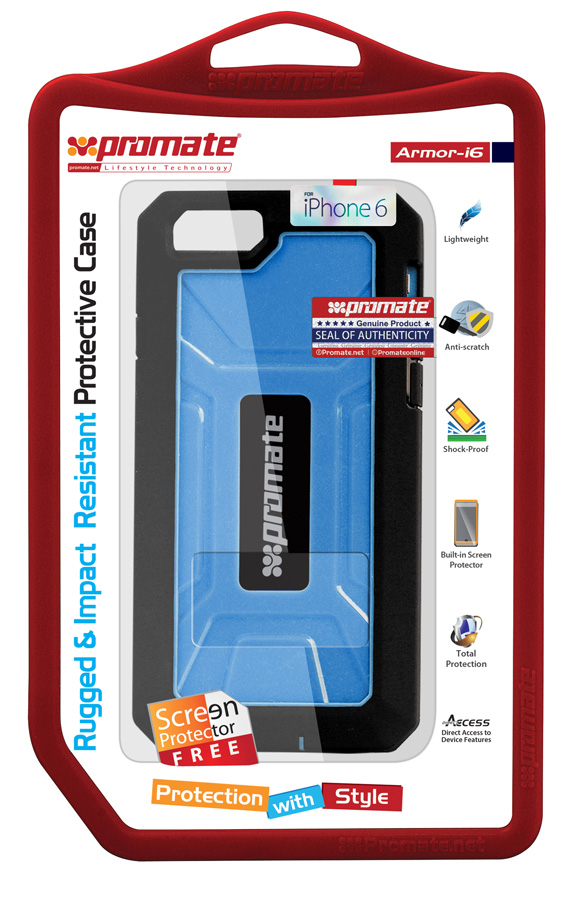 promate
promate®
promate.net Lifestyle Technology
Armor-i6
FOR
iPhone 6
Rugged & Impact Resistant Protective Case
Lightweight
promate
Genuine Product
SEAL OF AUTHENTICITY
Promate.net | Promateonline
Anti-scratch
Shock-Proof
promate
Built-in Screen
Protector
Total
Protection
Access
Direct Access to
Device Features
Screen
Protector
FREE
Protection with Style
promate
Promate.net